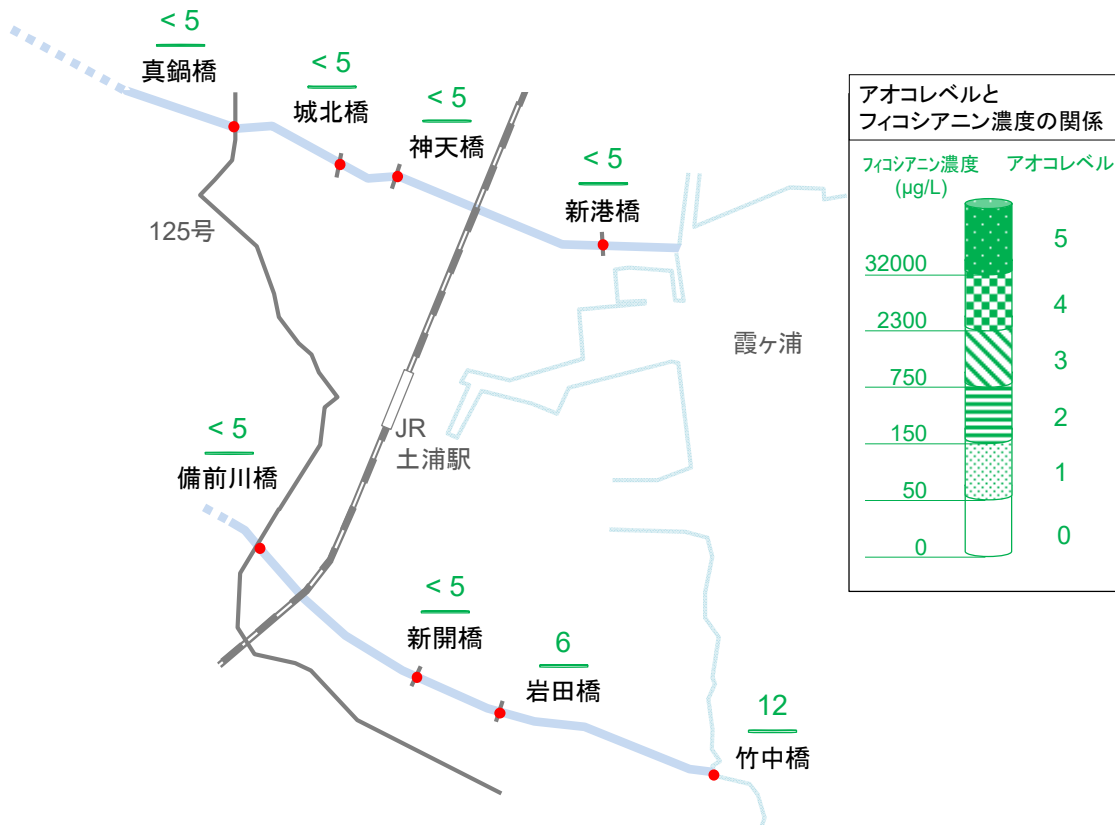 < 5
真鍋橋
< 5
城北橋
< 5
神天橋
< 5
新港橋
125号
霞ヶ浦
JR
土浦駅
< 5
備前川橋
< 5
新開橋
6
岩田橋
12
竹中橋
アオコレベルと
フィコシアニン濃度の関係
フィコシアニン濃度 アオコレベル
(μg/L)
5
32000
4
2300
3
750
2
150
1
50
0
0